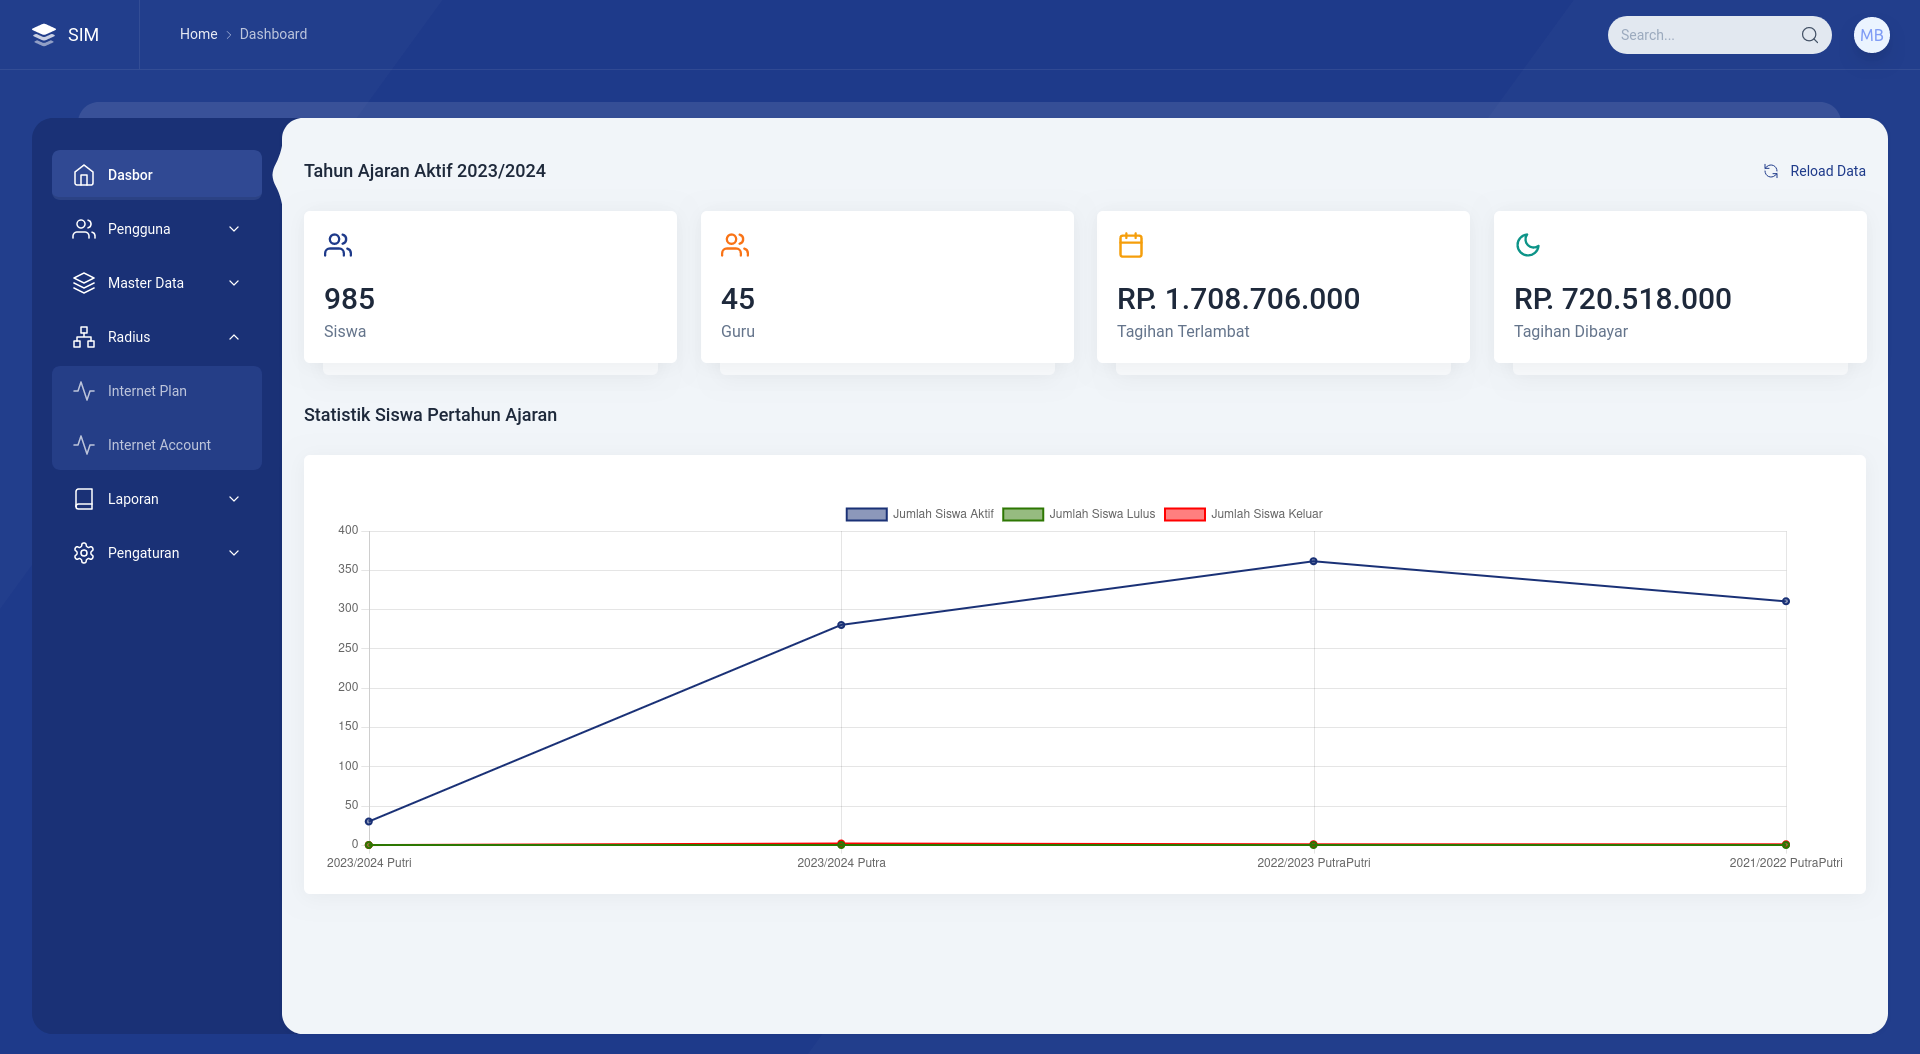 SIM
Home
Dashboard
Search...
MB
Dasbor
Pengguna
Master Data
Radius
Internet Plan
Internet Account
Laporan
Pengaturan
Tahun Ajaran Aktif 2023/2024
Reload Data
985
Siswa
45
Guru
RP. 1.708.706.000
Tagihan Terlambat
RP. 720.518.000
Tagihan Dibayar
Statistik Siswa Pertahun Ajaran
Jumlah Siswa Aktif
Jumlah Siswa Lulus
Jumlah Siswa Keluar
400
350
300
250
200
150
100
50
0
2023/2024 Putri
2023/2024 Putra
2022/2023 PutraPutri
2021/2022 PutraPutri